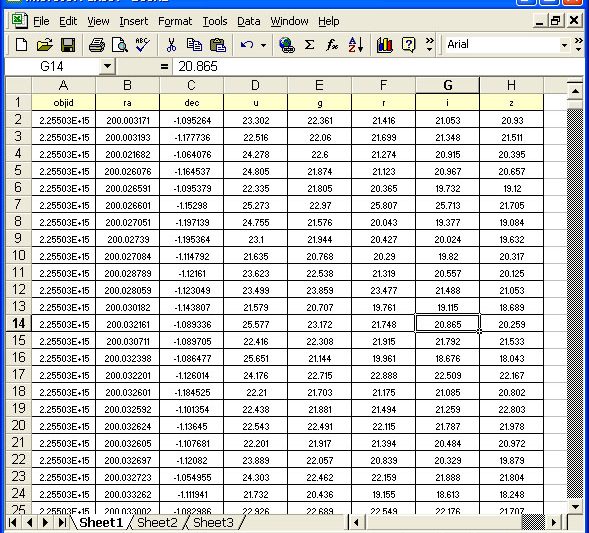 File Edit View Insert Format Tools Data Window Help
Arial
G14 = 20.865
A B C D E F G H
1 objid ra dec u g r i z
2 2.25503E+15 200.003171 -1.095264 23.302 22.361 21.416 21.053 20.93
3 2.25503E+15 200.003193 -1.177736 22.516 22.06 21.699 21.348 21.511
4 2.25503E+15 200.021682 -1.064076 24.278 22.6 21.274 20.915 20.395
5 2.25503E+15 200.026076 -1.164537 24.805 21.874 21.123 20.967 20.657
6 2.25503E+15 200.026591 -1.095379 22.335 21.805 20.365 19.732 19.12
7 2.25503E+15 200.026601 -1.15298 25.273 22.97 25.807 25.713 21.705
8 2.25503E+15 200.027051 -1.197139 24.755 21.576 20.043 19.377 19.084
9 2.25503E+15 200.02739 -1.195364 23.1 21.944 20.427 20.024 19.632
10 2.25503E+15 200.027084 -1.114792 21.635 20.768 20.29 19.82 20.317
11 2.25503E+15 200.028789 -1.12161 23.623 22.538 21.319 20.557 20.125
12 2.25503E+15 200.028059 -1.123049 23.499 23.859 23.477 21.488 21.053
13 2.25503E+15 200.030182 -1.143807 21.579 20.707 19.761 19.115 18.689
14 2.25503E+15 200.032161 -1.089336 25.577 23.172 21.748 20.865 20.259
15 2.25503E+15 200.030711 -1.089705 22.416 22.308 21.915 21.792 21.533
16 2.25503E+15 200.032398 -1.086477 25.651 21.144 19.961 18.676 18.043
17 2.25503E+15 200.032201 -1.126014 24.176 22.715 22.888 22.509 22.167
18 2.25503E+15 200.032601 -1.184525 22.21 21.703 21.175 21.085 20.802
19 2.25503E+15 200.032592 -1.101354 22.438 21.881 21.494 21.259 22.803
20 2.25503E+15 200.032624 -1.13645 22.543 22.491 22.115 21.787 21.978
21 2.25503E+15 200.032605 -1.107681 22.201 21.917 21.394 20.484 20.972
22 2.25503E+15 200.032697 -1.12082 23.889 22.057 20.839 20.329 19.879
23 2.25503E+15 200.032723 -1.054955 24.303 22.462 22.159 21.888 21.804
24 2.25503E+15 200.033262 -1.111941 21.732 20.436 19.155 18.613 18.248
25 2.25503E+15 200.033002 -1.082986 22.926 22.689 22.549 22.176 21.707
Sheet1 Sheet2 Sheet3